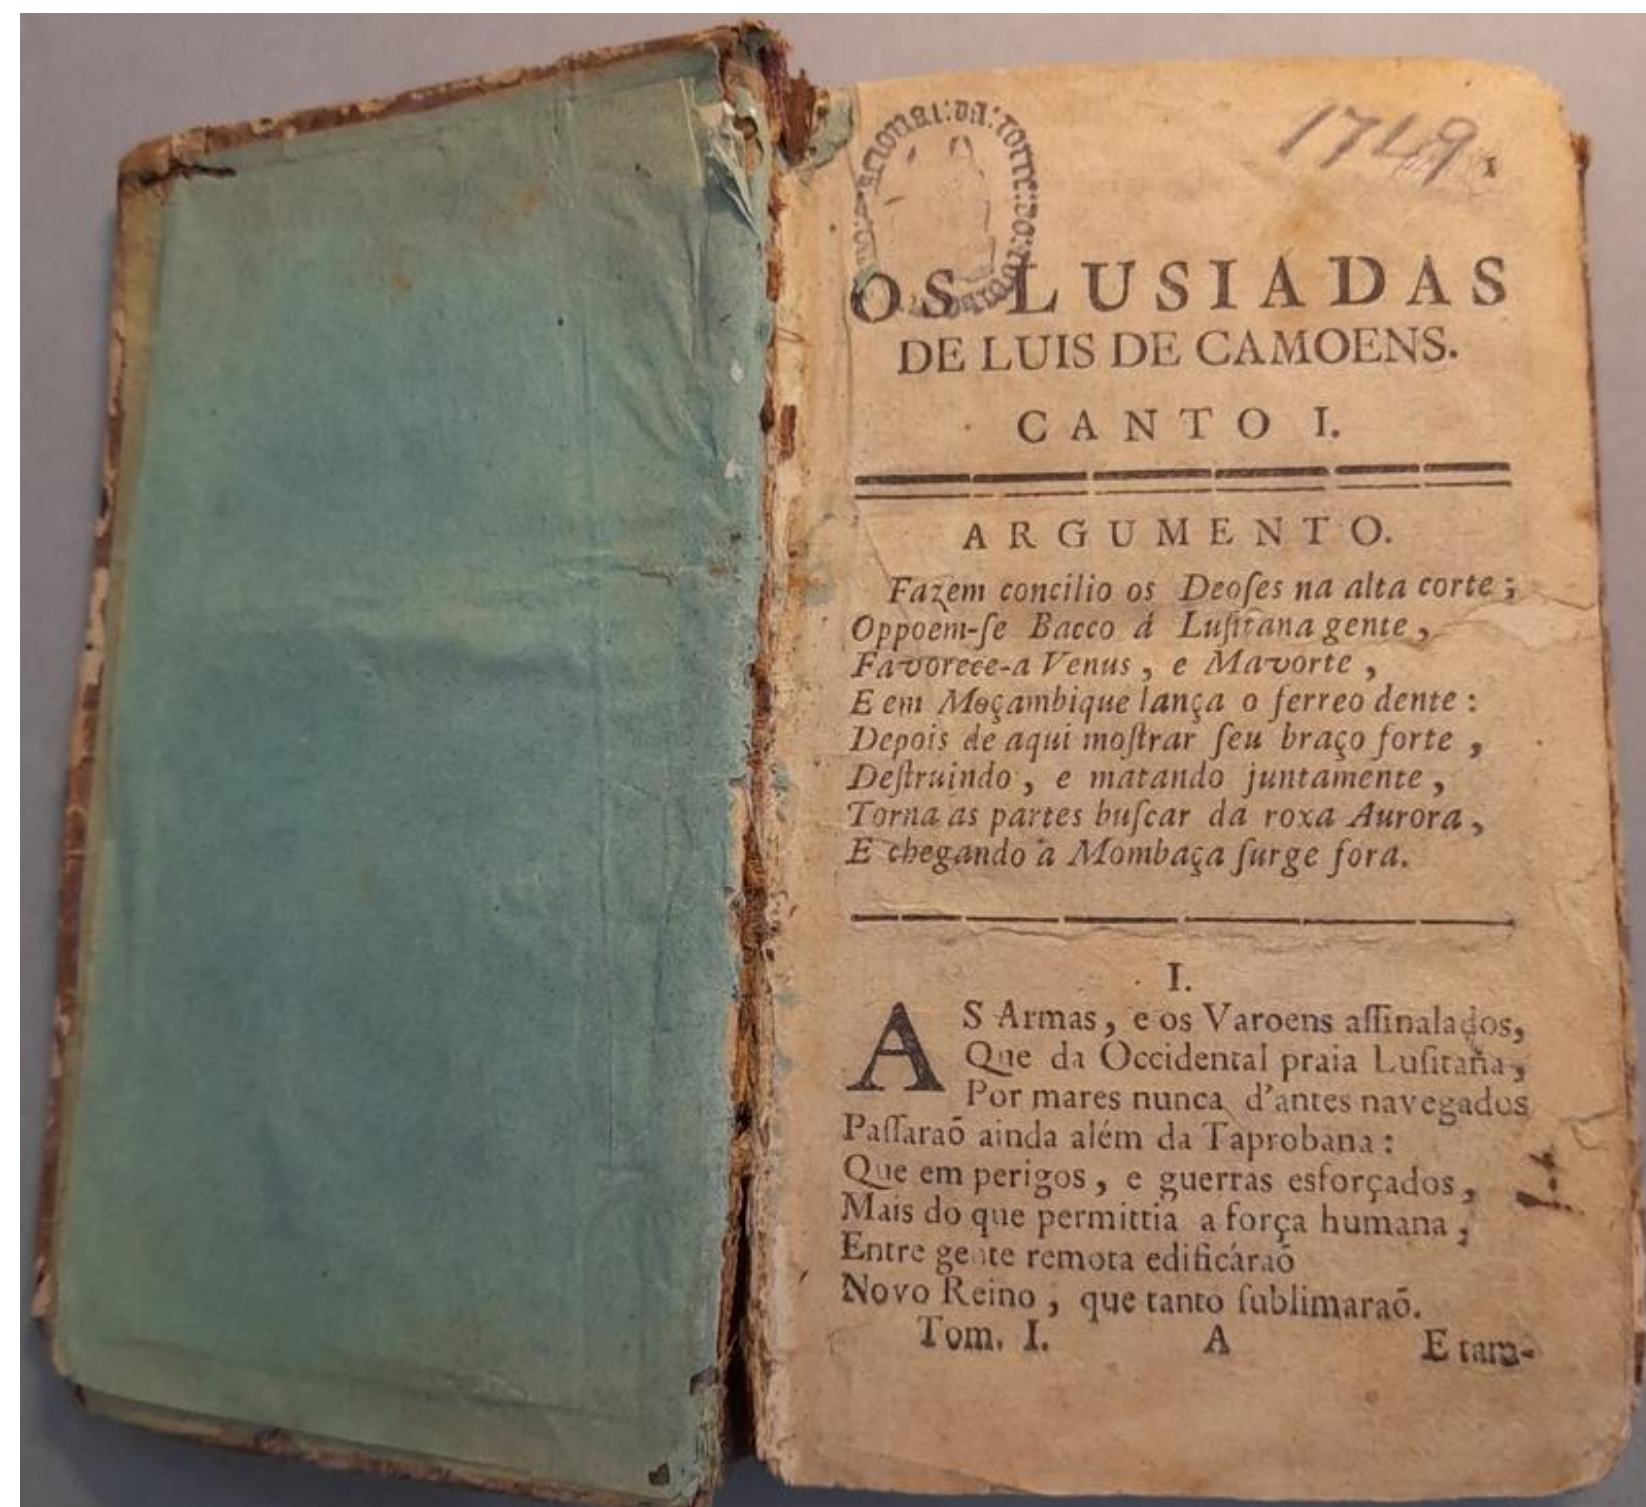 1749
1
OS LUSIADAS
DE LUIS DE CAMOENS.
CANTO I.
ARGUMENTO.
Fazem concilio os Deoſes na alta corte;
Oppoem-ſe Bacco á Luſitana gente,
Favorece-a Venus, e Mavorte,
E em Moçambique lança o ferreo dente:
Depois de aqui moſtrar ſeu braço forte,
Deſtruindo, e matando juntamente,
Torna as partes buſcar da roxa Aurora,
E chegando a Mombaça ſurge fora.
I.
AS Armas, e os Varoens aſſinalados,
Que da Occidental praia Luſitana,
Por mares nunca d'antes navegados
Paſſaraõ ainda além da Taprobana:
Que em perigos, e guerras esforçados,
Mais do que permittia a força humana,
Entre gente remota edificáraõ
Novo Reino, que tanto ſublimaraõ.
Tom. I. A E tam-